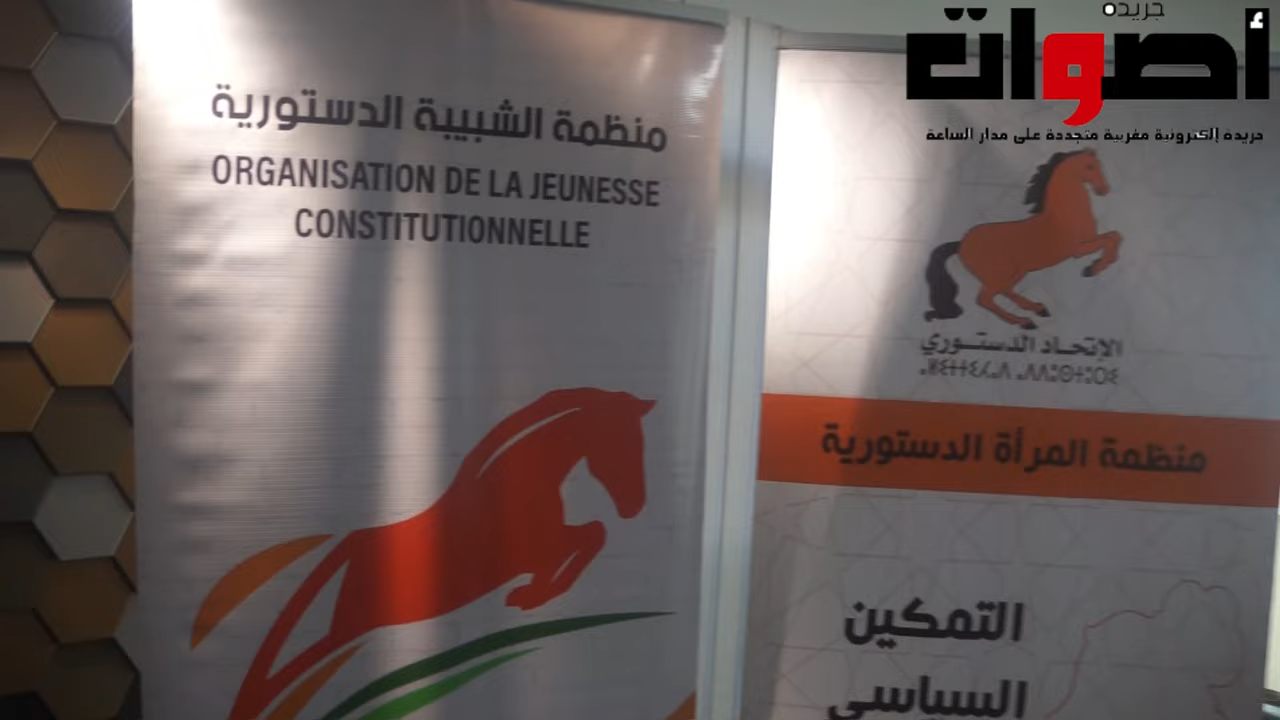 منظمة الشبيبة الدستورية
ORGANISATION DE LA JEUNESSE
CONSTITUTIONNELLE
جريدة
أصوات
جريدة إلكترونية مغربية متجددة على مدار الساعة
الإتحاد الدستوري
منظمة المرأة الدستورية
التمكين
السياسي